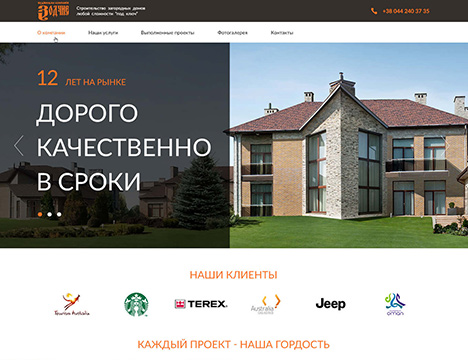 Зодчие
Строительство загородных домов
любой сложности "под ключ"
+38 044 240 37 35
О компании
Наши услуги
Выполненные проекты
Фотогалерея
Контакты
12 ЛЕТ НА РЫНКЕ
ДОРОГО
КАЧЕСТВЕННО
В СРОКИ
НАШИ КЛИЕНТЫ
Tourism Australia
TEREX
Australia
Jeep
oman
КАЖДЫЙ ПРОЕКТ - НАША ГОРДОСТЬ